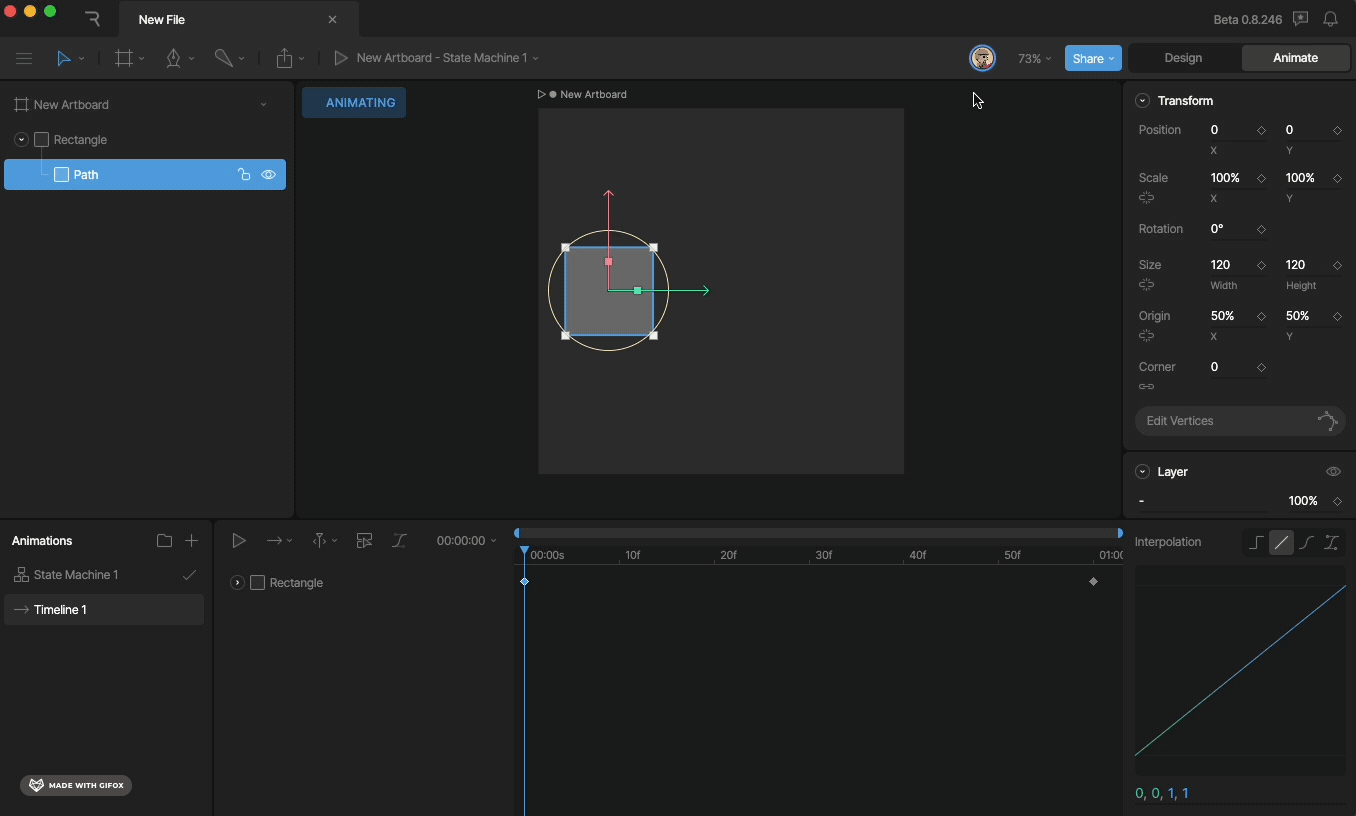 New File
Beta 0.8.246
New Artboard - State Machine 1
73%
Share
Design
Animate
New Artboard
Rectangle
Path
ANIMATING
New Artboard
Transform
Position
0
0
X
Y
Scale
100%
100%
X
Y
Rotation
0°
Size
120
120
Width
Height
Origin
50%
50%
X
Y
Corner
0
Edit Vertices
Layer
-
100%
Animations
State Machine 1
Timeline 1
00:00:00
00:00s
10f
20f
30f
40f
50f
01:00
Rectangle
Interpolation
0, 0, 1, 1
MADE WITH GIFOX